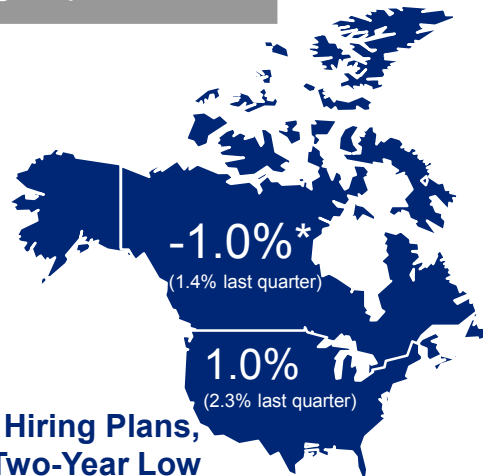 -1.0%*
(1.4% last quarter)
1.0%
(2.3% last quarter)
Hiring Plans,
Two-Year Low